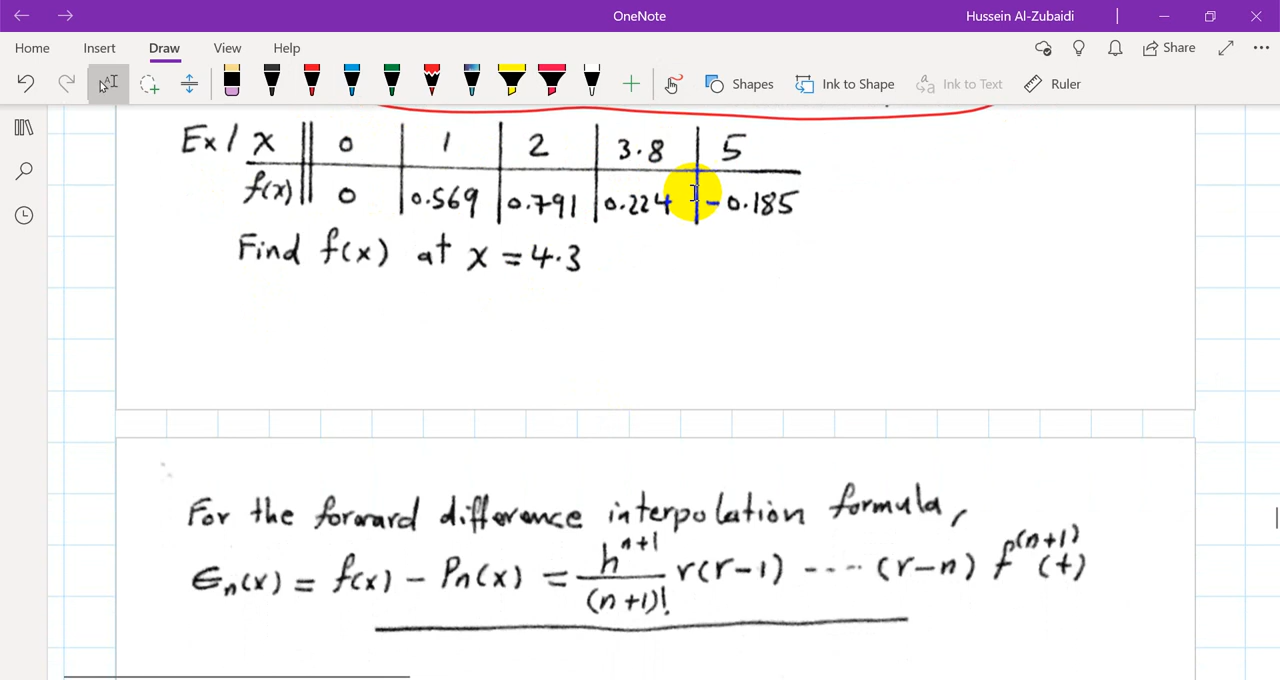 OneNote
Hussein Al-Zubaidi
Home Insert Draw View Help
Share
Shapes Ink to Shape Ink to Text Ruler
Ex/ x 0 1 2 3.8 5
f(x) 0 0.569 0.791 0.224 -0.185
Find f(x) at x = 4.3
For the forward difference interpolation formula,
∈n(x) = f(x) - Pn(x) = h^(n+1)/(n+1)! r(r-1) ---- (r-n) f^(n+1)(t)